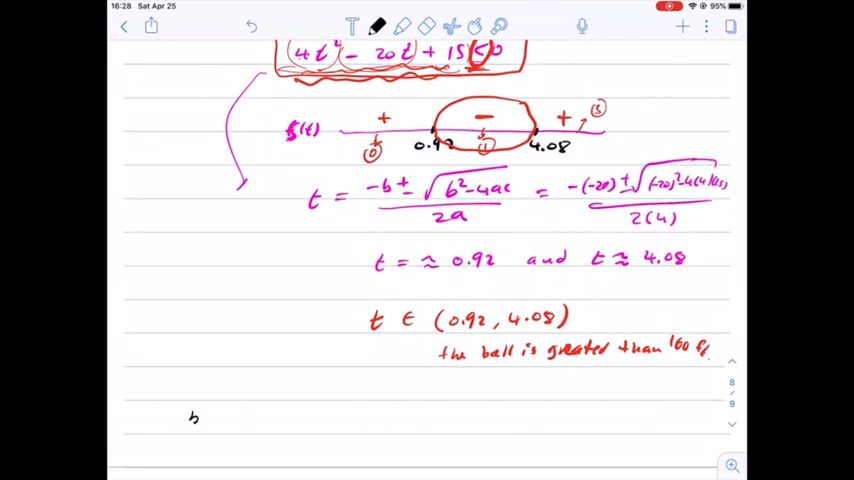 16:28 Sat Apr 25 95%
4t² - 20t + 15 < 0
+ - + ③
f(t) ⓪ 0.92 ① 4.08
t = -b ± √b²-4ac / 2a = -(-20) ± √(-20)²-4(4)(15) / 2(4)
t = ≈ 0.92 and t ≈ 4.08
t ∈ (0.92, 4.08)
the ball is greated than 160 ft.
8 / 9
b